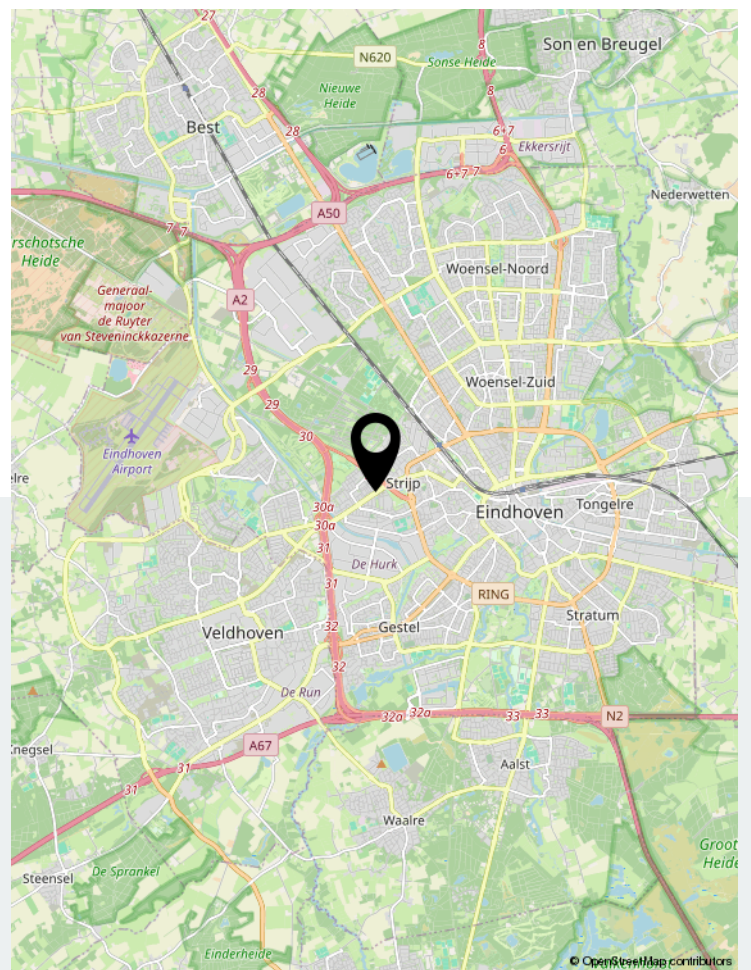 27
8
Son en Breugel
N620
Sonse Heide
28
Nieuwe
Heide
8
Best
28
6+7
6
Ekkersrijt
6+7
7
Nederwetten
A50
7
7
rschotsche
Heide
Woensel-Noord
Generaal-
majoor
de Ruyter
van Steveninckkazerne
A2
29
Woensel-Zuid
29
30
Eindhoven
Airport
elre
Strijp
30a
Eindhoven
Tongelre
30a
31
De Hurk
31
RING
Stratum
32
Gestel
Veldhoven
32
De Run
32a
32a
33
33
N2
Knegsel
A67
31
Aalst
31
Waalre
Groot
Heide
De Sprankel
Steensel
Einderheide
© OpenStreetMap contributors